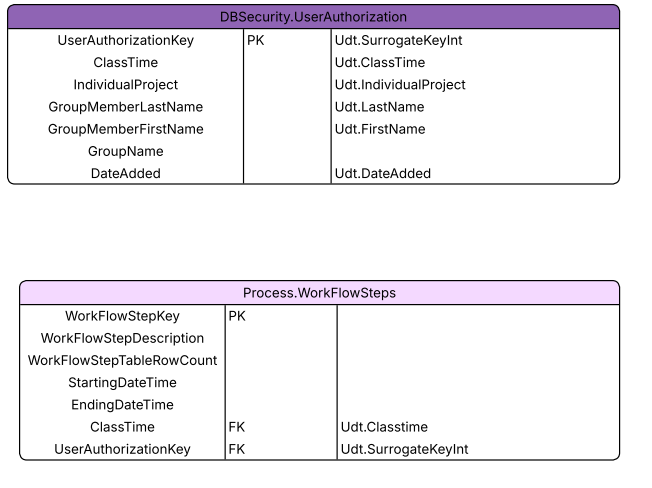 DBSecurity.UserAuthorization
UserAuthorizationKey PK Udt.SurrogateKeyInt
ClassTime Udt.ClassTime
IndividualProject Udt.IndividualProject
GroupMemberLastName Udt.LastName
GroupMemberFirstName Udt.FirstName
GroupName
DateAdded Udt.DateAdded
Process.WorkFlowSteps
WorkFlowStepKey PK
WorkFlowStepDescription
WorkFlowStepTableRowCount
StartingDateTime
EndingDateTime
ClassTime FK Udt.Classtime
UserAuthorizationKey FK Udt.SurrogateKeyInt